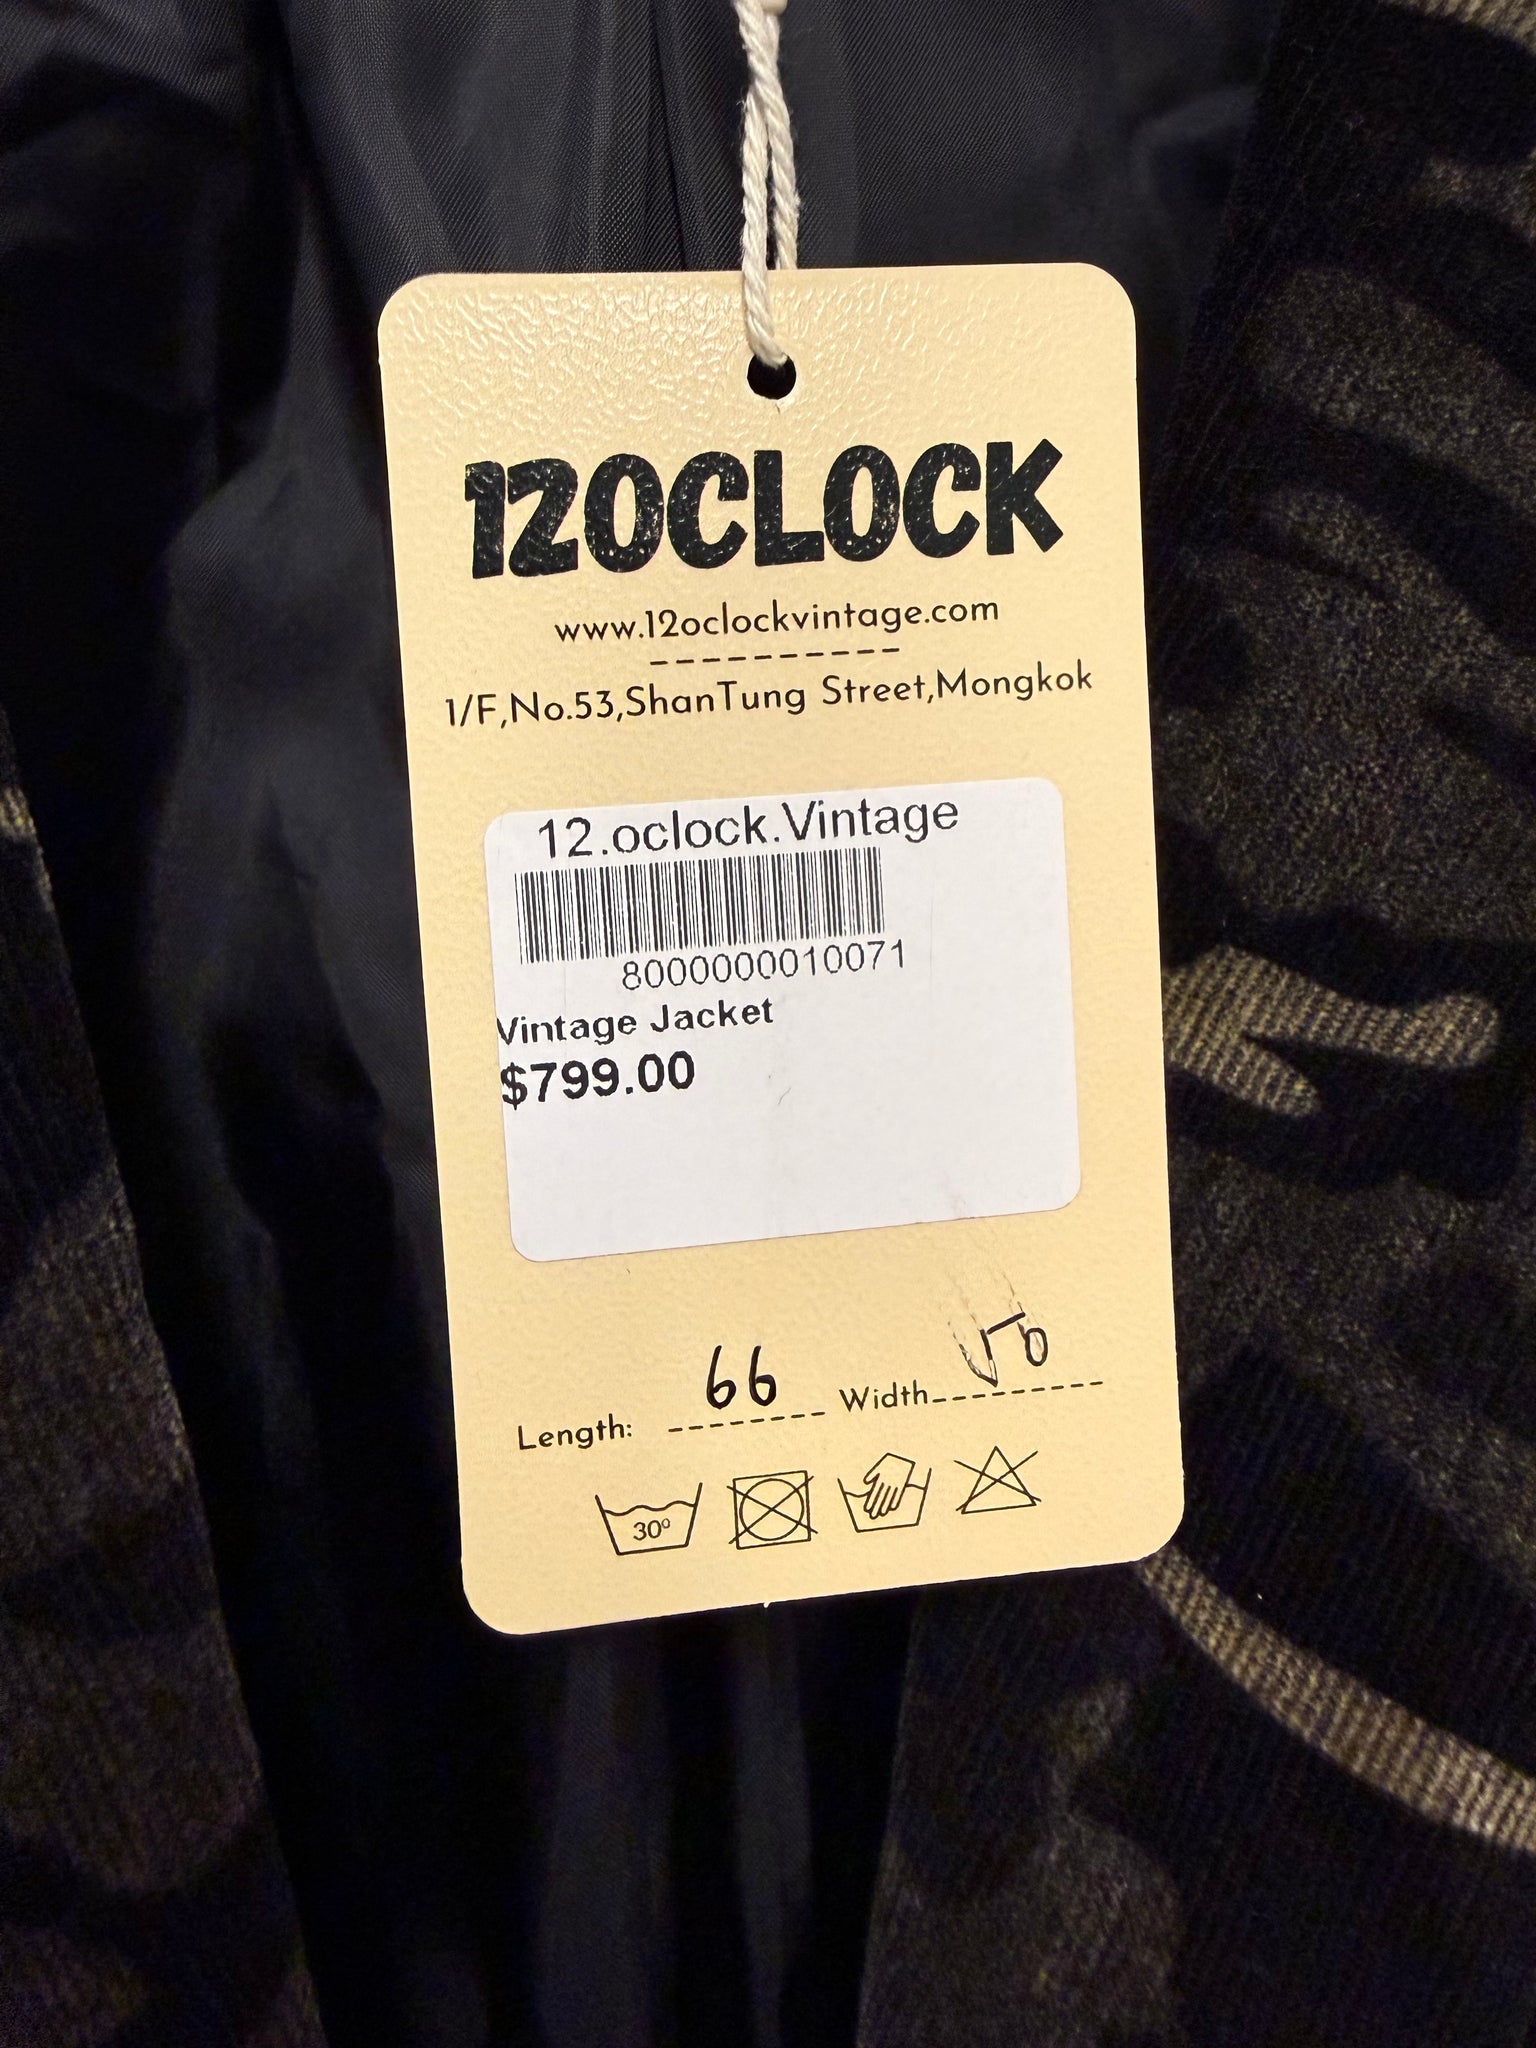 12OCLOCK
www.12oclockvintage.com
----------
1/F,No.53,ShanTung Street,Mongkok
12.oclock.Vintage
8000000010071
Vintage Jacket
$799.00
Length: 66 Width 50
30°